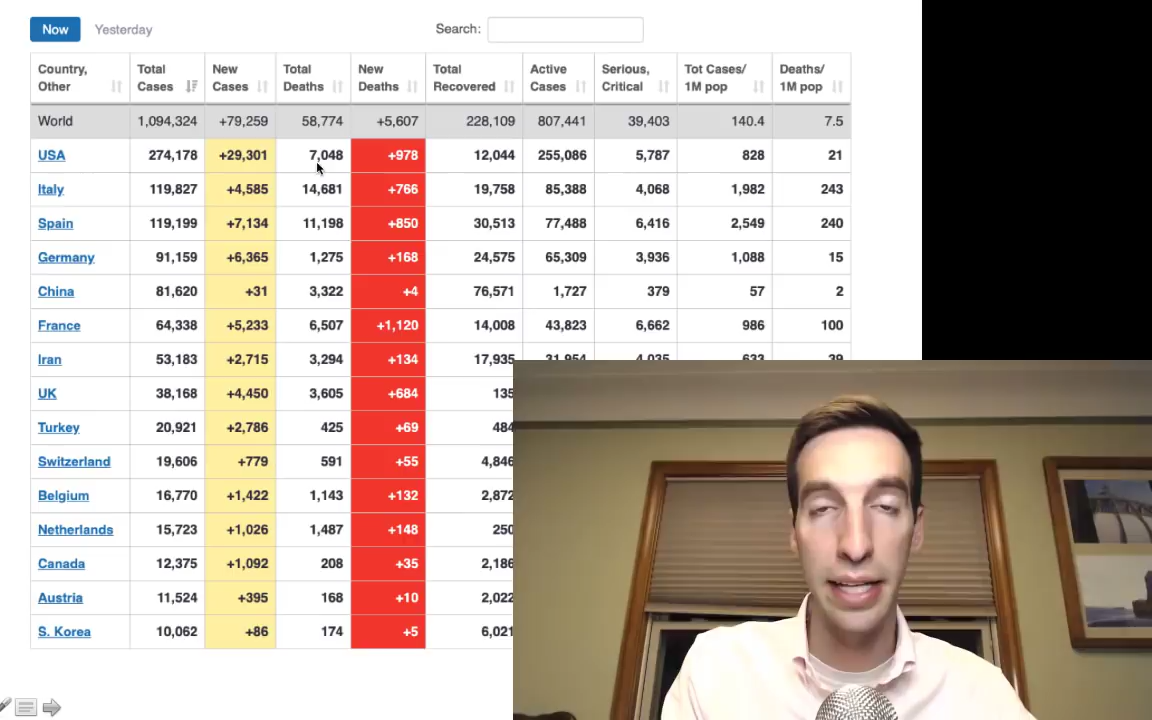 Now Yesterday Search:
Country, Other Total Cases New Cases Total Deaths New Deaths Total Recovered Active Cases Serious, Critical Tot Cases/ 1M pop Deaths/ 1M pop
World 1,094,324 +79,259 58,774 +5,607 228,109 807,441 39,403 140.4 7.5
USA 274,178 +29,301 7,048 +978 12,044 255,086 5,787 828 21
Italy 119,827 +4,585 14,681 +766 19,758 85,388 4,068 1,982 243
Spain 119,199 +7,134 11,198 +850 30,513 77,488 6,416 2,549 240
Germany 91,159 +6,365 1,275 +168 24,575 65,309 3,936 1,088 15
China 81,620 +31 3,322 +4 76,571 1,727 379 57 2
France 64,338 +5,233 6,507 +1,120 14,008 43,823 6,662 986 100
Iran 53,183 +2,715 3,294 +134 17,935 31,954 4,035 633 39
UK 38,168 +4,450 3,605 +684 135
Turkey 20,921 +2,786 425 +69 484
Switzerland 19,606 +779 591 +55 4,846
Belgium 16,770 +1,422 1,143 +132 2,872
Netherlands 15,723 +1,026 1,487 +148 250
Canada 12,375 +1,092 208 +35 2,186
Austria 11,524 +395 168 +10 2,022
S. Korea 10,062 +86 174 +5 6,021